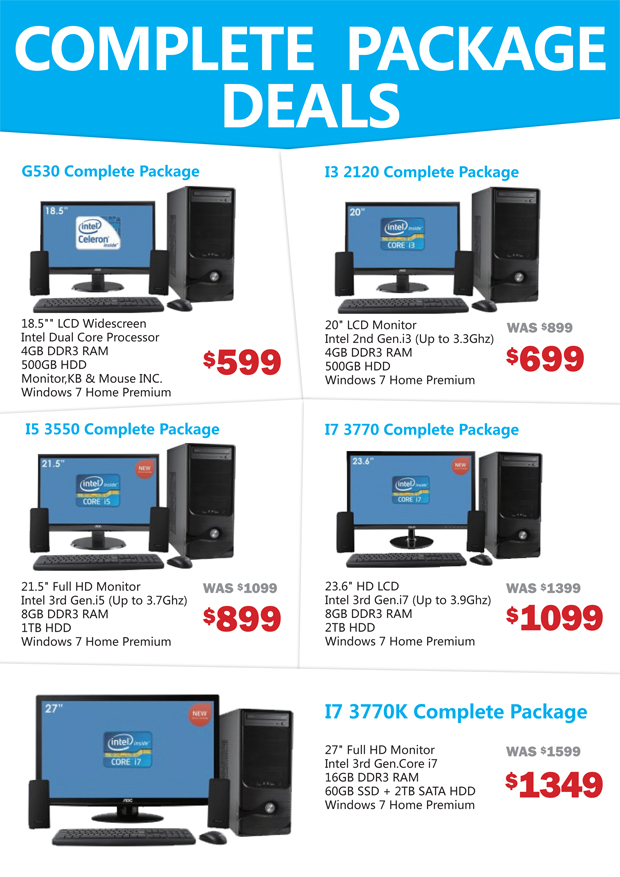 COMPLETE PACKAGE
DEALS
G530 Complete Package
18.5"
intel
Celeron
inside
18.5"" LCD Widescreen
Intel Dual Core Processor
4GB DDR3 RAM
500GB HDD
Monitor,KB & Mouse INC.
Windows 7 Home Premium
$599
I3 2120 Complete Package
20"
intel inside
CORE i3
20" LCD Monitor
Intel 2nd Gen.i3 (Up to 3.3Ghz)
4GB DDR3 RAM
500GB HDD
Windows 7 Home Premium
WAS $899
$699
I5 3550 Complete Package
21.5"
NEW
intel inside
CORE i5
21.5" Full HD Monitor
Intel 3rd Gen.i5 (Up to 3.7Ghz)
8GB DDR3 RAM
1TB HDD
Windows 7 Home Premium
WAS $1099
$899
I7 3770 Complete Package
23.6"
NEW
intel inside
CORE i7
23.6" HD LCD
Intel 3rd Gen.i7 (Up to 3.9Ghz)
8GB DDR3 RAM
2TB HDD
Windows 7 Home Premium
WAS $1399
$1099
27"
NEW
intel inside
CORE i7
AOC
I7 3770K Complete Package
27" Full HD Monitor
Intel 3rd Gen.Core i7
16GB DDR3 RAM
60GB SSD + 2TB SATA HDD
Windows 7 Home Premium
WAS $1599
$1349